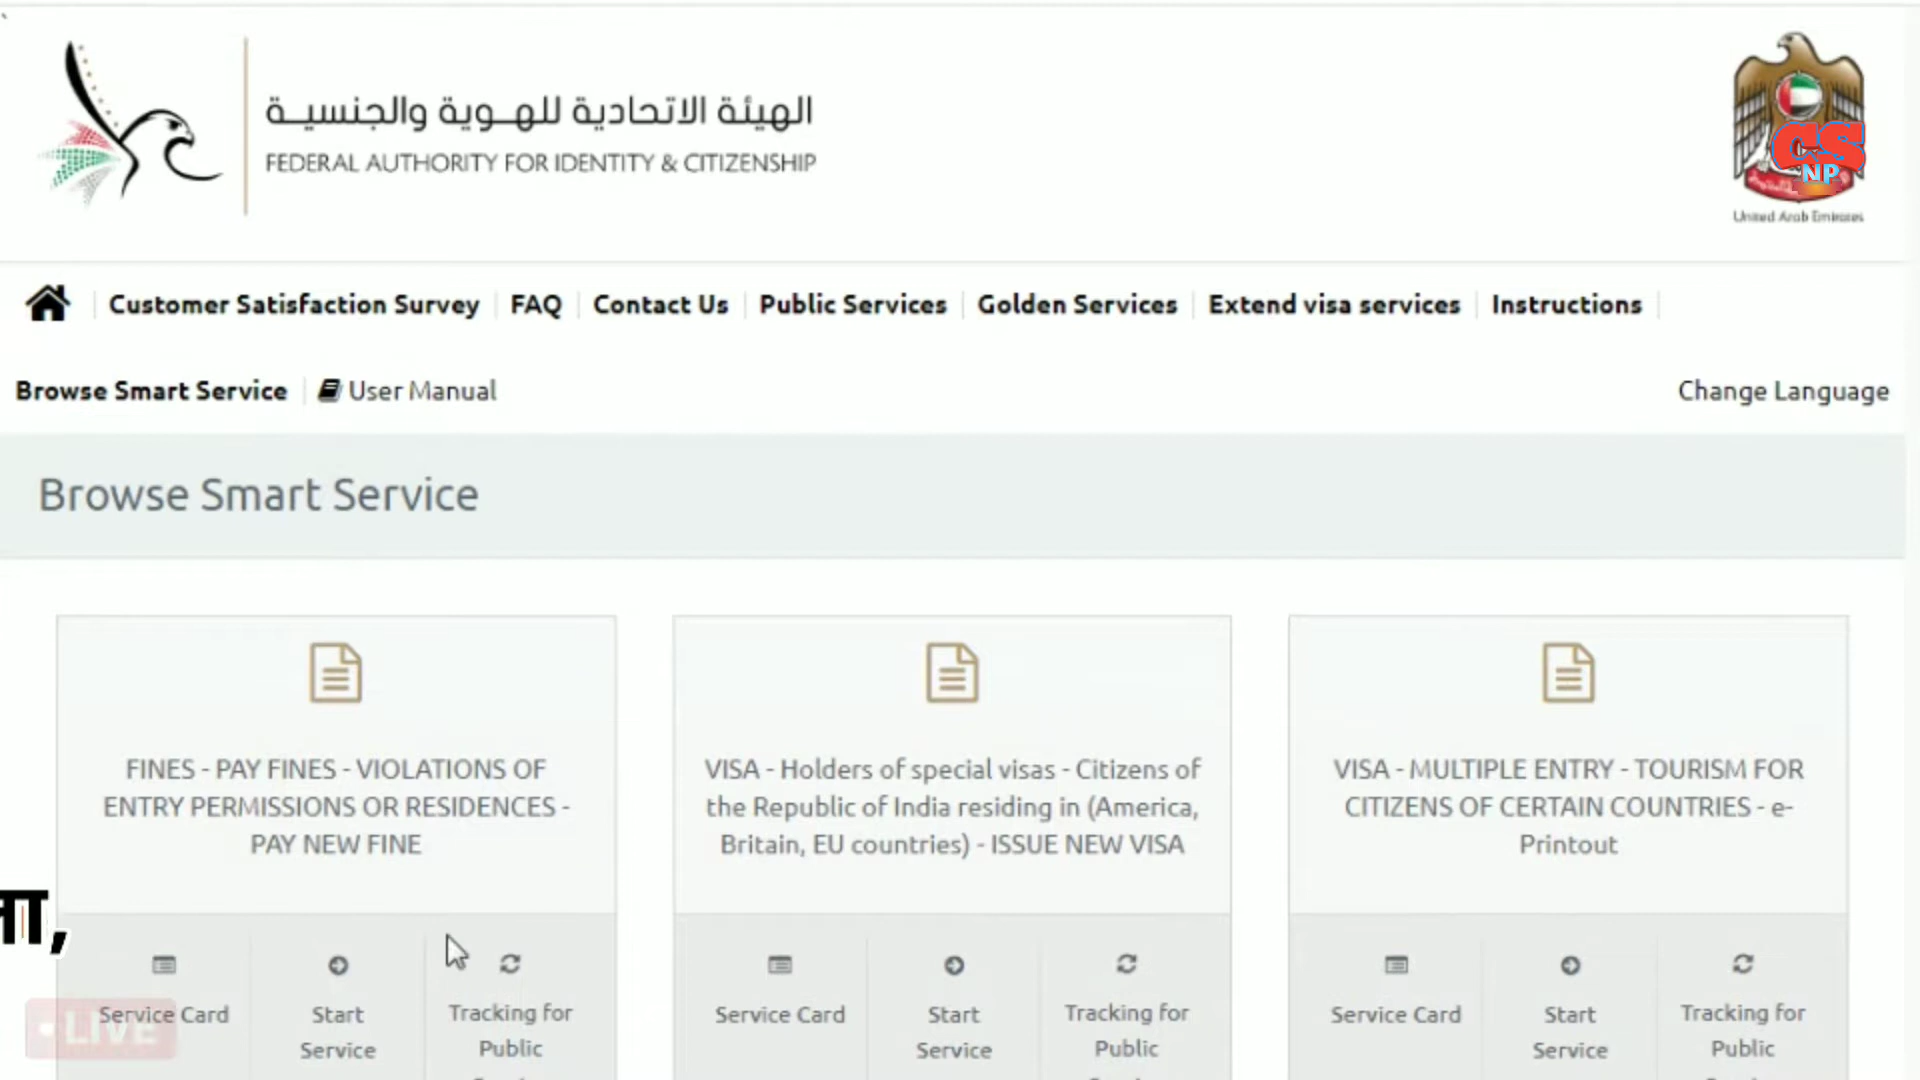 الهيئة الاتحادية للهوية والجنسية
FEDERAL AUTHORITY FOR IDENTITY & CITIZENSHIP
CS
NP
United Arab Emirates
Customer Satisfaction Survey FAQ Contact Us Public Services Golden Services Extend visa services Instructions
Browse Smart Service User Manual Change Language
Browse Smart Service
FINES - PAY FINES - VIOLATIONS OF
ENTRY PERMISSIONS OR RESIDENCES -
PAY NEW FINE
VISA - Holders of special visas - Citizens of
the Republic of India residing in (America,
Britain, EU countries) - ISSUE NEW VISA
VISA - MULTIPLE ENTRY - TOURISM FOR
CITIZENS OF CERTAIN COUNTRIES - e-
Printout
Service Card
Start
Service
Tracking for
Public
Service Card
Start
Service
Tracking for
Public
Service Card
Start
Service
Tracking for
Public
LIVE